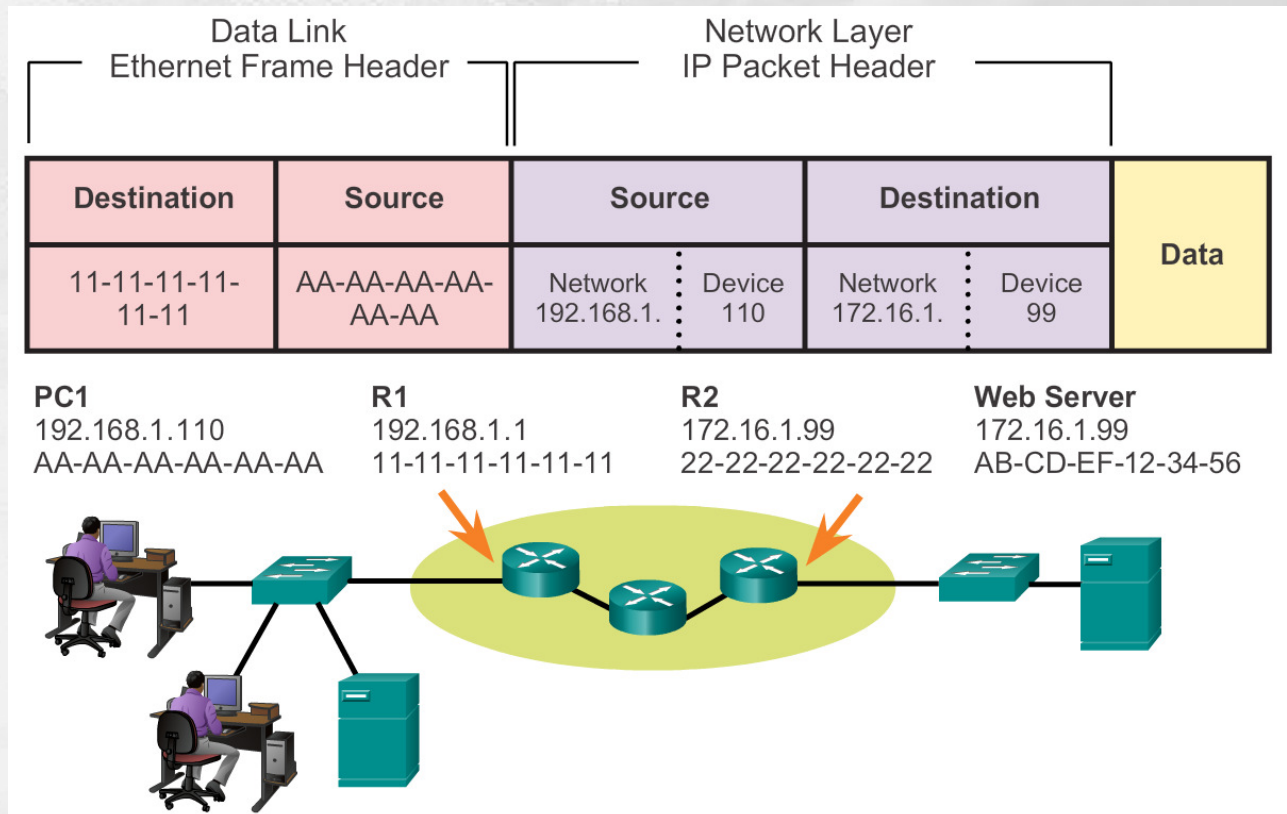 Data Link
Ethernet Frame Header
Network Layer
IP Packet Header
Destination
Source
Source
Destination
Data
11-11-11-11-
11-11
AA-AA-AA-AA-
AA-AA
Network
192.168.1.
Device
110
Network
172.16.1.
Device
99
PC1
192.168.1.110
AA-AA-AA-AA-AA-AA
R1
192.168.1.1
11-11-11-11-11-11
R2
172.16.1.99
22-22-22-22-22-22
Web Server
172.16.1.99
AB-CD-EF-12-34-56